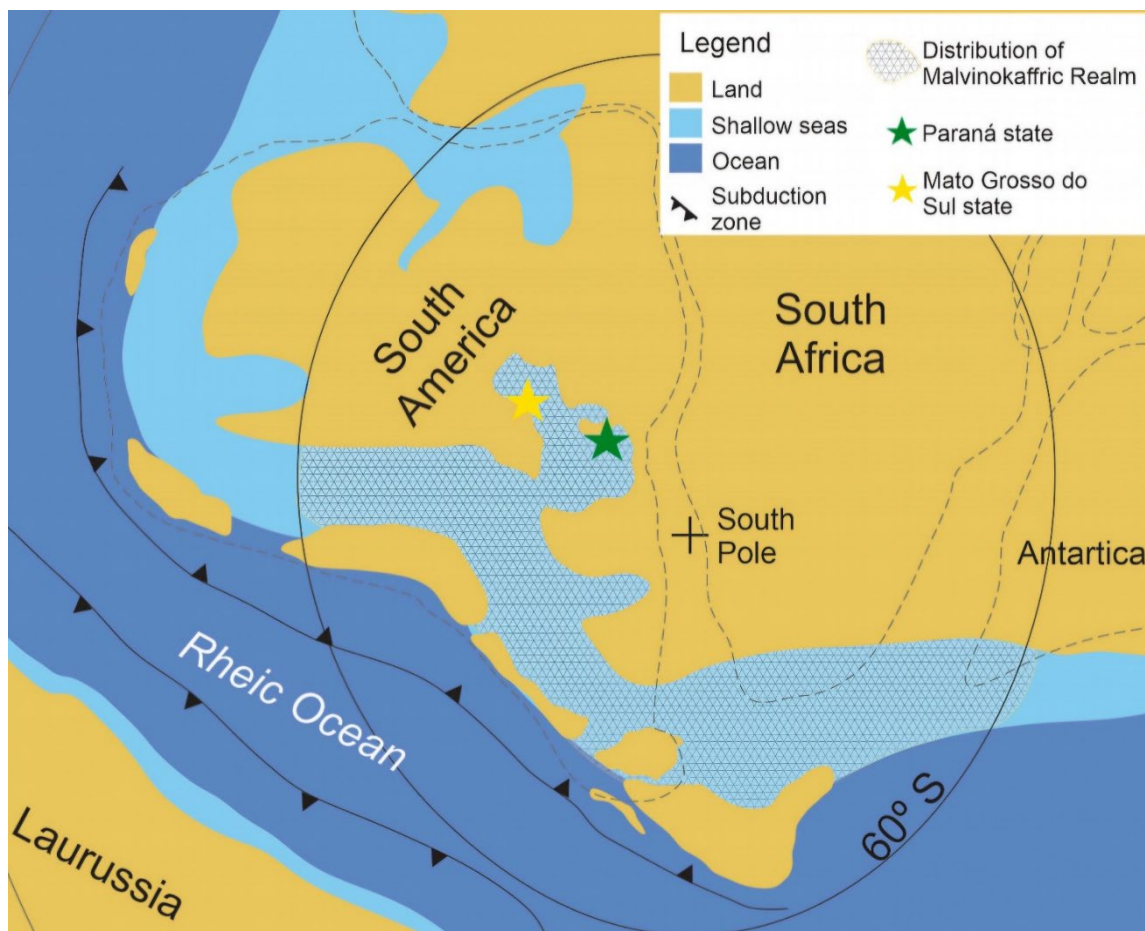 Legend
Land
Shallow seas
Ocean
Subduction
zone
Distribution of
Malvinokaffric Realm
Paraná state
Mato Grosso do
Sul state
South
America
South
Africa
South
Pole
Antartica
Rheic Ocean
60º S
Laurussia